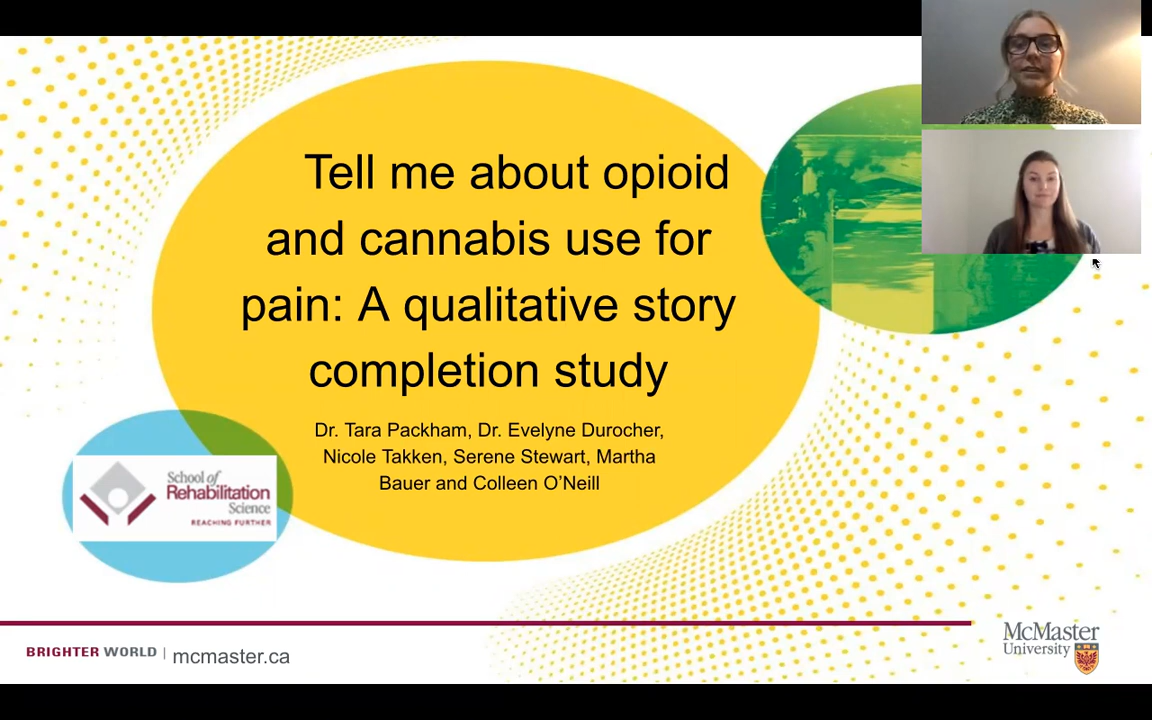 Tell me about opioid
and cannabis use for
pain: A qualitative story
completion study
Dr. Tara Packham, Dr. Evelyne Durocher,
Nicole Takken, Serene Stewart, Martha
Bauer and Colleen O’Neill
School of
Rehabilitation
Science
REACHING FURTHER
BRIGHTER WORLD | mcmaster.ca
McMaster
University